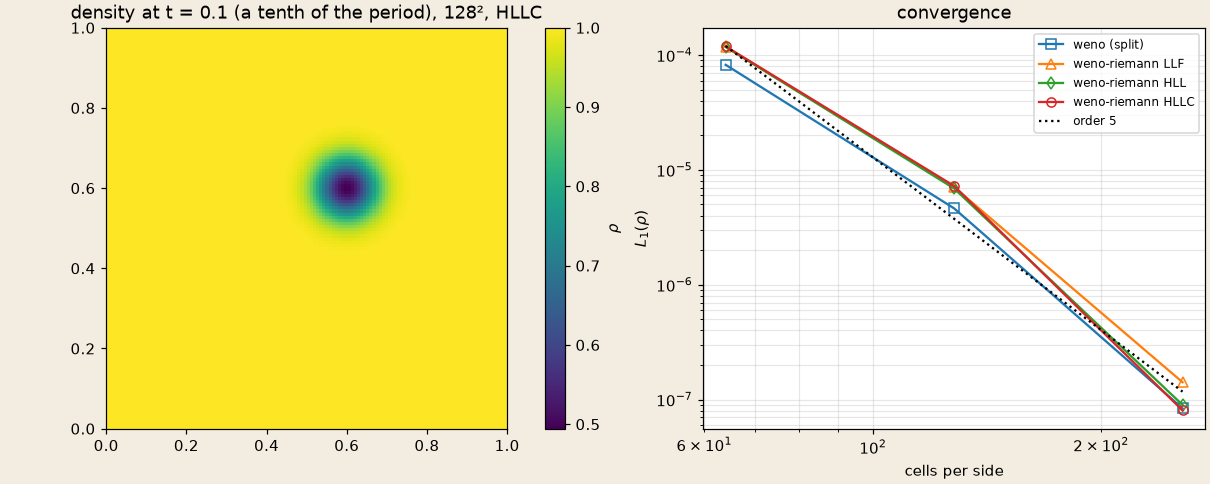 density at t = 0.1 (a tenth of the period), 128², HLLC
1.0
0.8
0.6
0.4
0.2
0.0
0.0 0.2 0.4 0.6 0.8 1.0
1.0
0.9
0.8
0.7
0.6
0.5
ρ
convergence
L₁(ρ)
10⁻⁴
10⁻⁵
10⁻⁶
10⁻⁷
weno (split)
weno-riemann LLF
weno-riemann HLL
weno-riemann HLLC
order 5
6 × 10¹ 10² 2 × 10²
cells per side